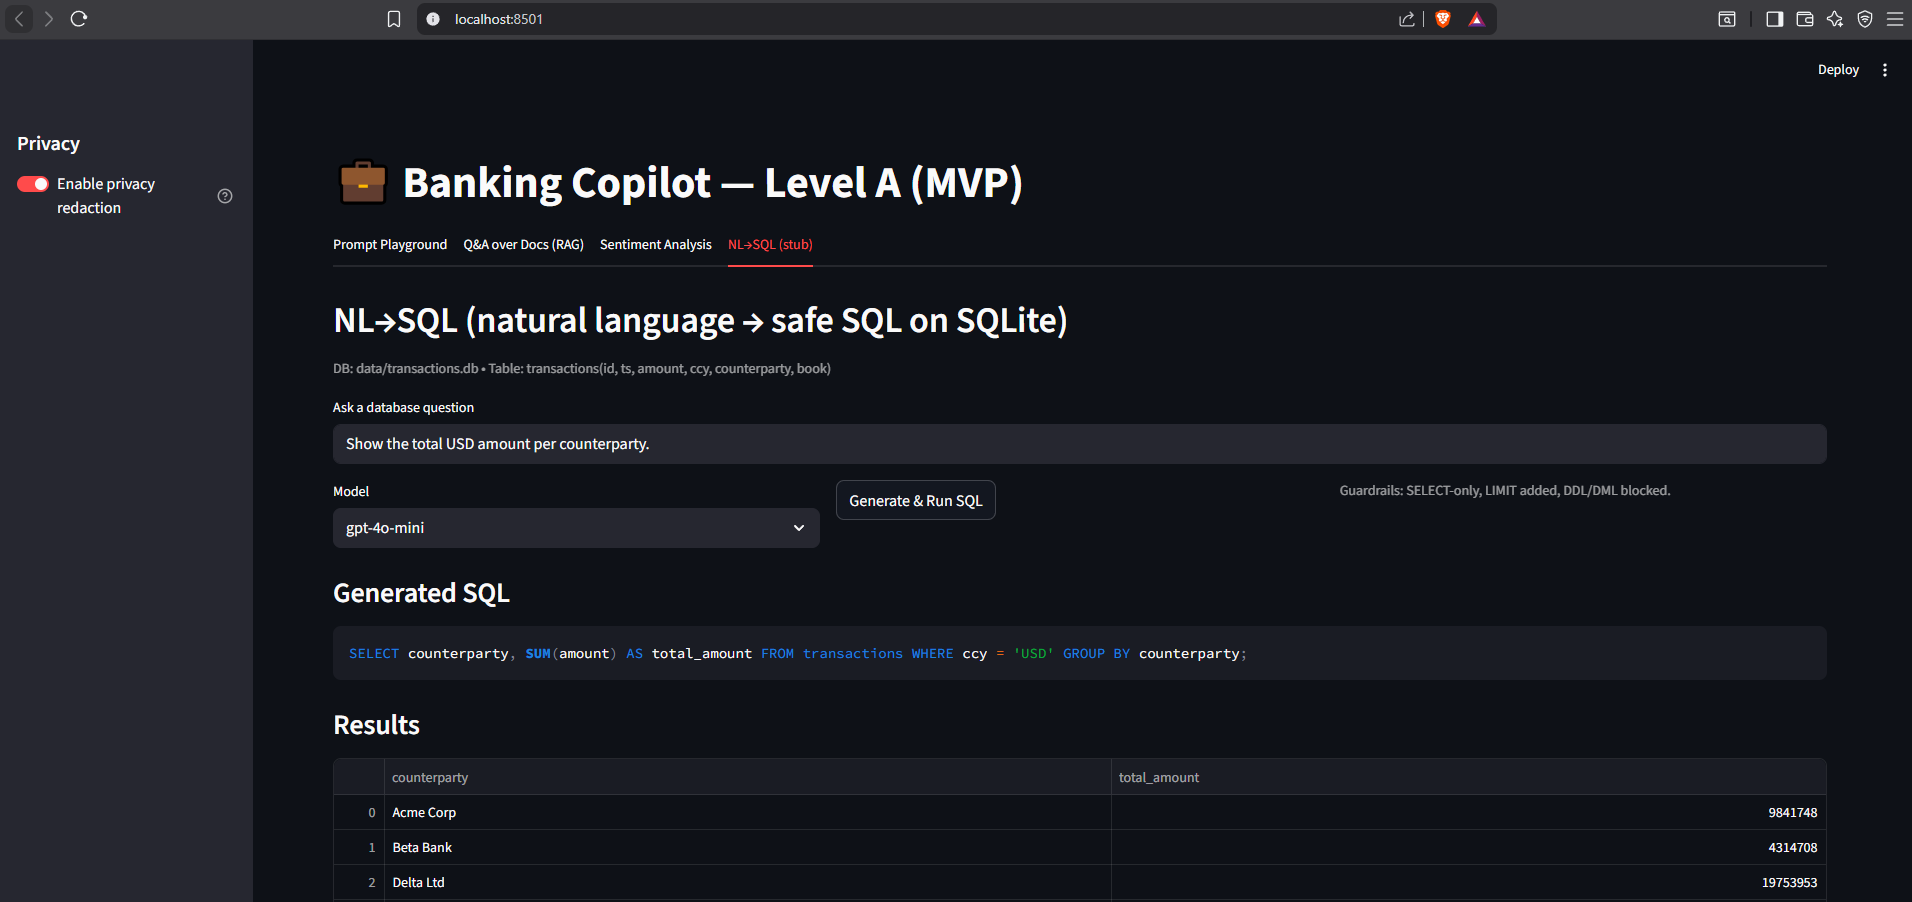 localhost:8501
Deploy
Privacy
Enable privacy
redaction
Banking Copilot — Level A (MVP)
Prompt Playground Q&A over Docs (RAG) Sentiment Analysis NL→SQL (stub)
NL→SQL (natural language → safe SQL on SQLite)
DB: data/transactions.db • Table: transactions(id, ts, amount, ccy, counterparty, book)
Ask a database question
Show the total USD amount per counterparty.
Model
gpt-4o-mini
Generate & Run SQL
Guardrails: SELECT-only, LIMIT added, DDL/DML blocked.
Generated SQL
SELECT counterparty, SUM(amount) AS total_amount FROM transactions WHERE ccy = 'USD' GROUP BY counterparty;
Results
counterparty total_amount
0 Acme Corp 9841748
1 Beta Bank 4314708
2 Delta Ltd 19753953